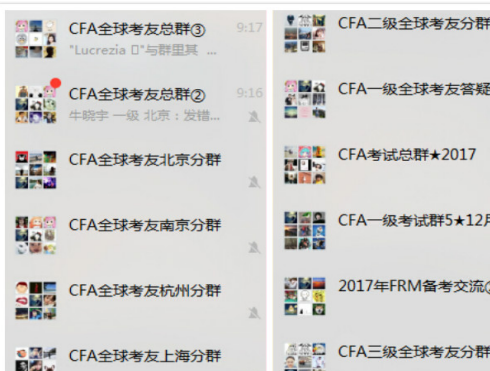 CFA全球考友总群③ 9:17
"Lucrezia "与群里其 ...
CFA全球考友总群② 9:16
牛晓宇 一级 北京：发错...
CFA全球考友北京分群
CFA全球考友南京分群
CFA全球考友杭州分群
CFA全球考友上海分群
CFA二级全球考友分群
CFA一级全球考友答疑
CFA考试总群★2017
CFA一级考试群5★12月
2017年FRM备考交流
CFA三级全球考友分群